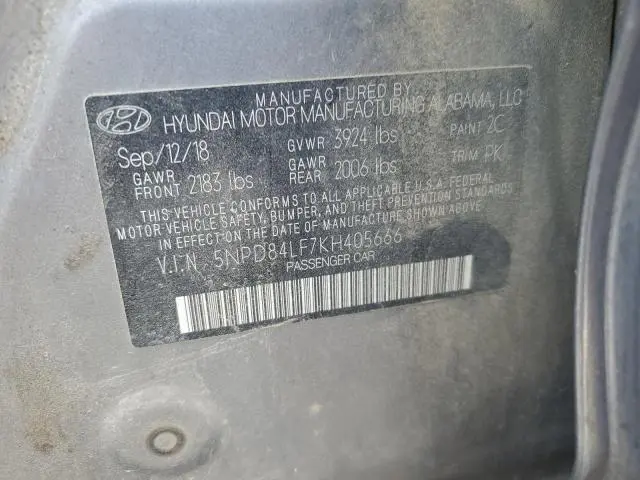 MANUFACTURED BY
HYUNDAI MOTOR MANUFACTURING ALABAMA, LLC
Sep/12/18 GVWR 3924 lbs PAINT 2C
GAWR FRONT 2183 lbs GAWR REAR 2006 lbs TRIM PK
THIS VEHICLE CONFORMS TO ALL APPLICABLE U.S.A. FEDERAL
MOTOR VEHICLE SAFETY, BUMPER, AND THEFT PREVENTION STANDARDS
IN EFFECT ON THE DATE OF MANUFACTURE SHOWN ABOVE.
V.I.N. 5NPD84LF7KH405666
PASSENGER CAR